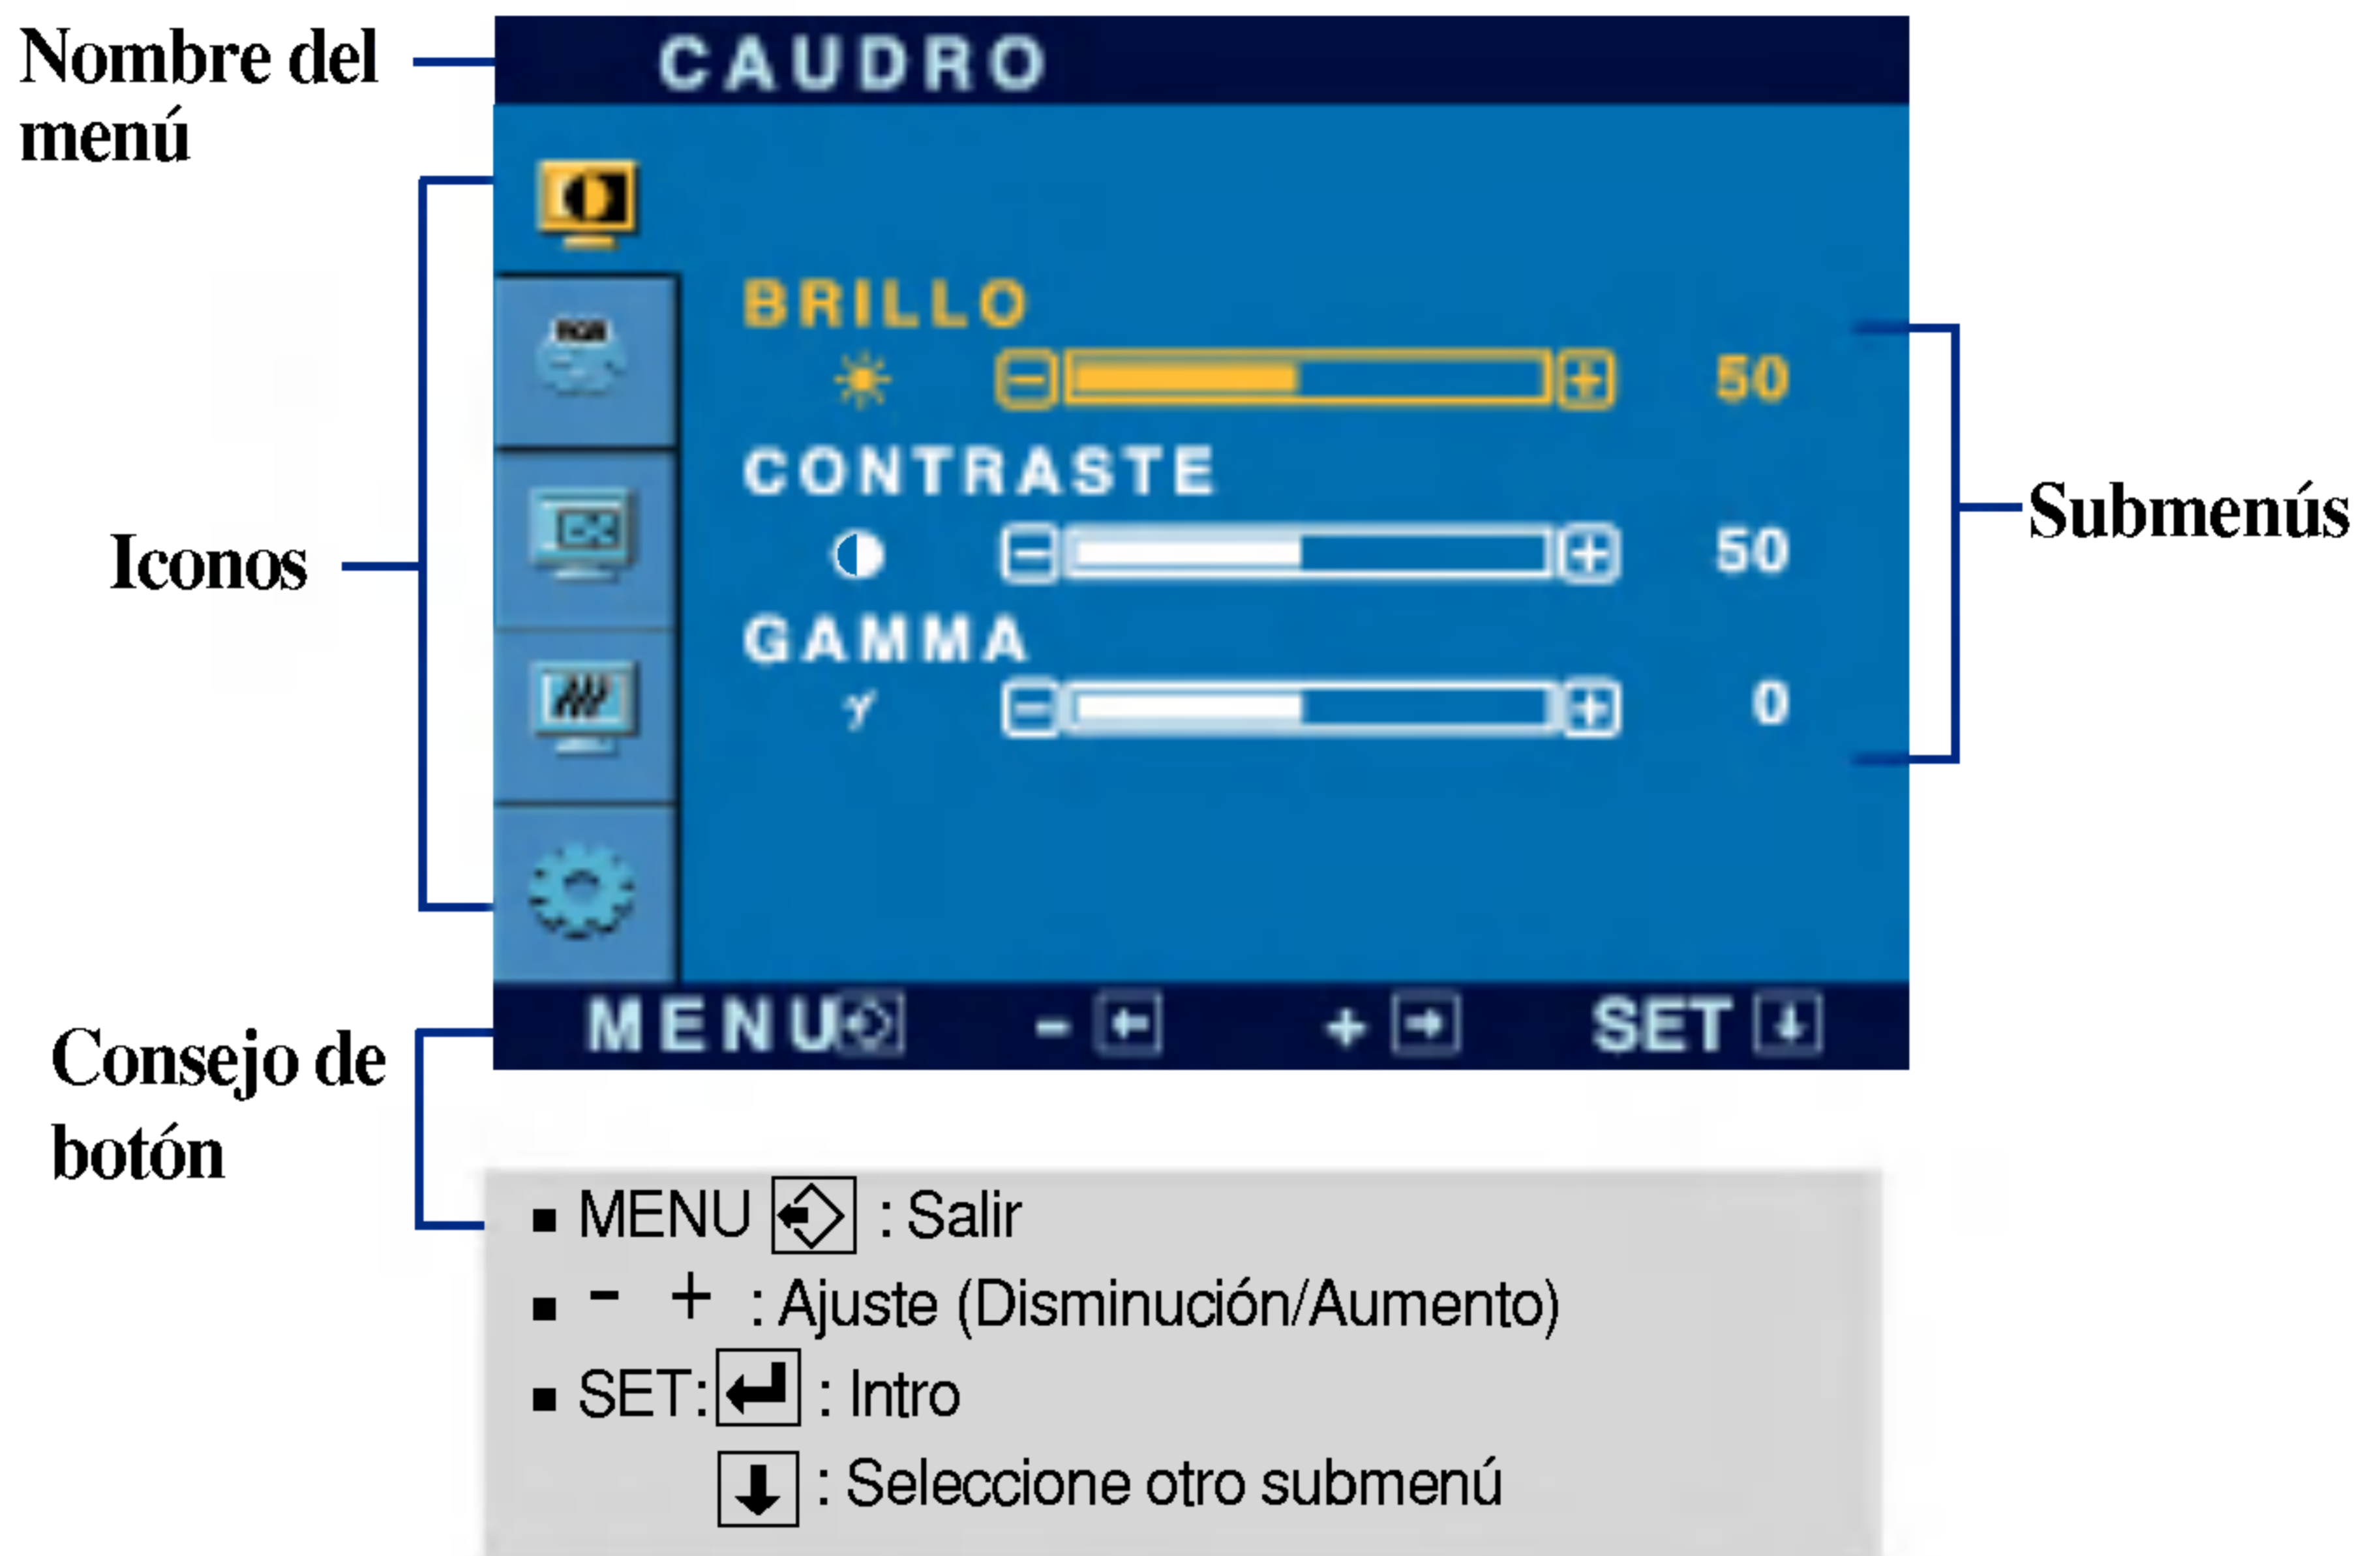 Nombre del
menú
CAUDRO
BRILLO
50
CONTRASTE
50
GAMMA
γ
0
Iconos
RGB
Submenús
MENU - + SET
Consejo de
botón
■ MENU : Salir
■ - + : Ajuste (Disminución/Aumento)
■ SET: : Intro
: Seleccione otro submenú